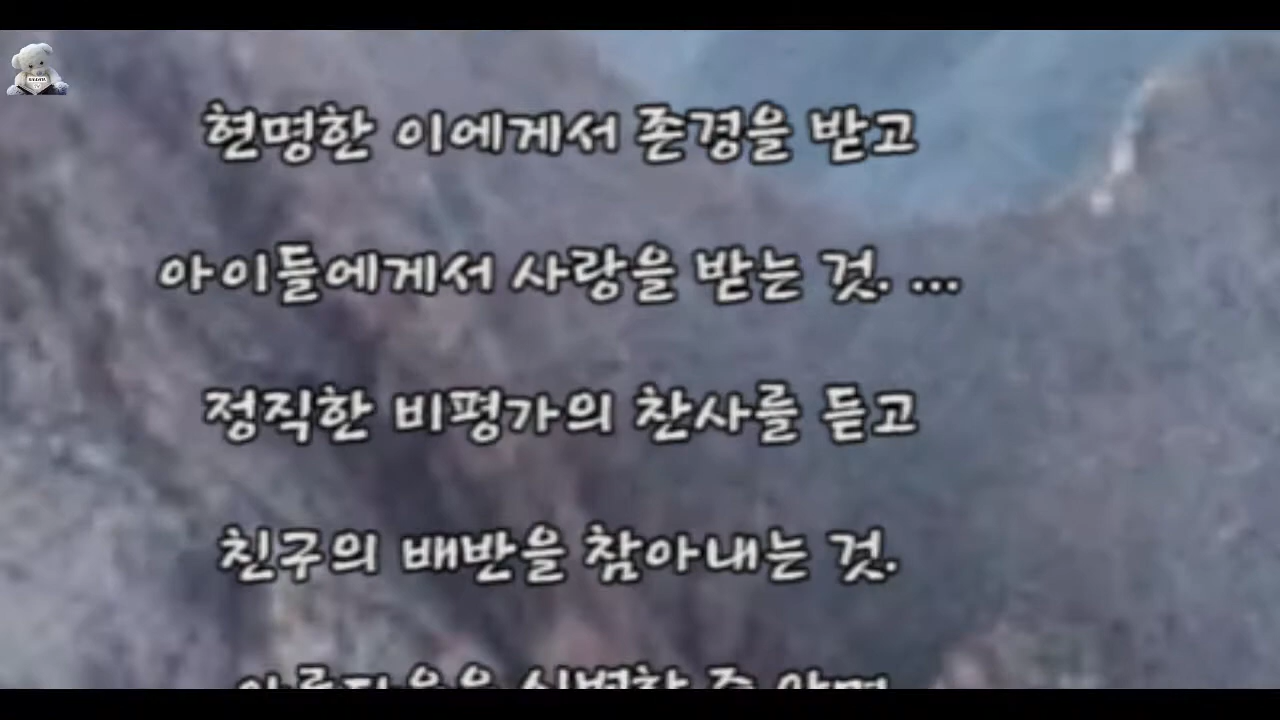 현명한 이에게서 존경을 받고
아이들에게서 사랑을 받는 것. ...
정직한 비평가의 찬사를 듣고
친구의 배반을 참아내는 것.